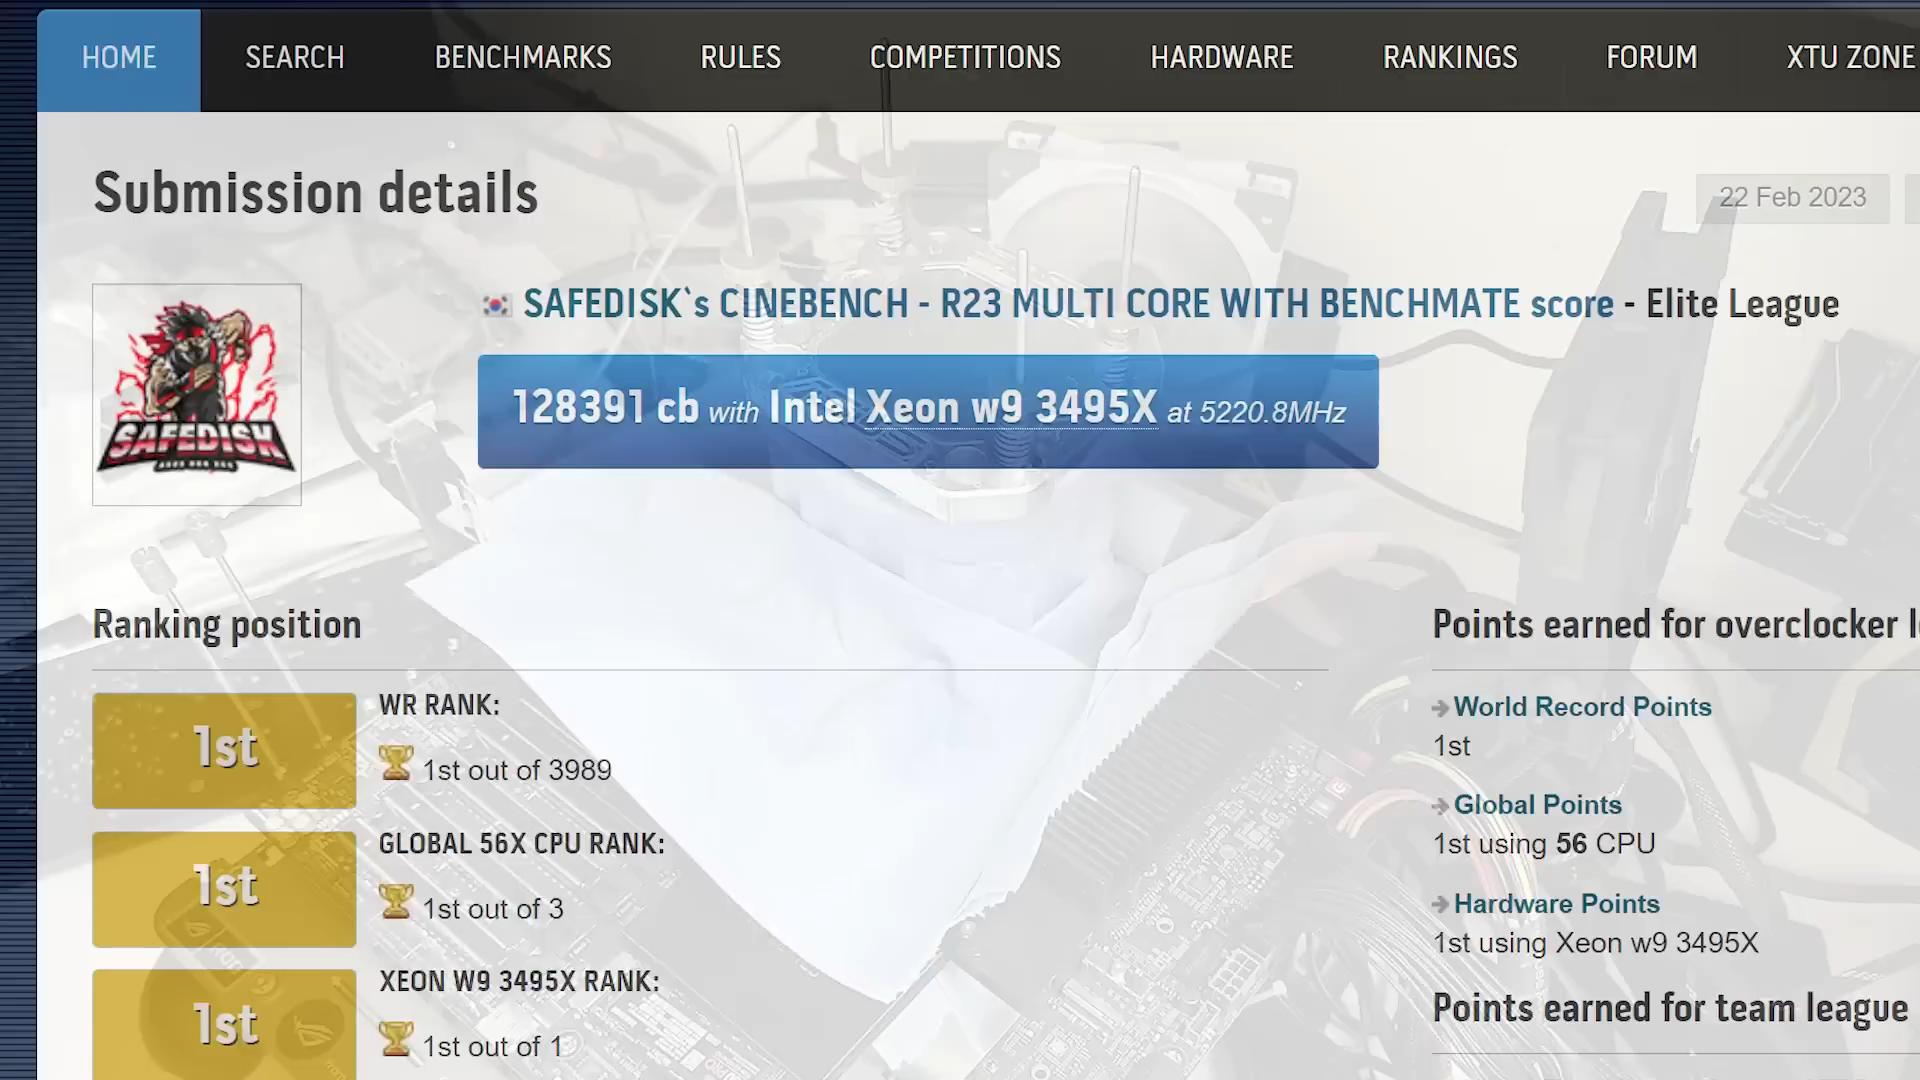 HOME SEARCH BENCHMARKS RULES COMPETITIONS HARDWARE RANKINGS FORUM XTU ZONE
Submission details
22 Feb 2023
SAFEDISK
SAFEDISK`s CINEBENCH - R23 MULTI CORE WITH BENCHMATE score - Elite League
128391 cb with Intel Xeon w9 3495X at 5220.8MHz
Ranking position
1st
WR RANK:
1st out of 3989
1st
GLOBAL 56X CPU RANK:
1st out of 3
1st
XEON W9 3495X RANK:
1st out of 1
Points earned for overclocker
World Record Points
1st
Global Points
1st using 56 CPU
Hardware Points
1st using Xeon w9 3495X
Points earned for team league